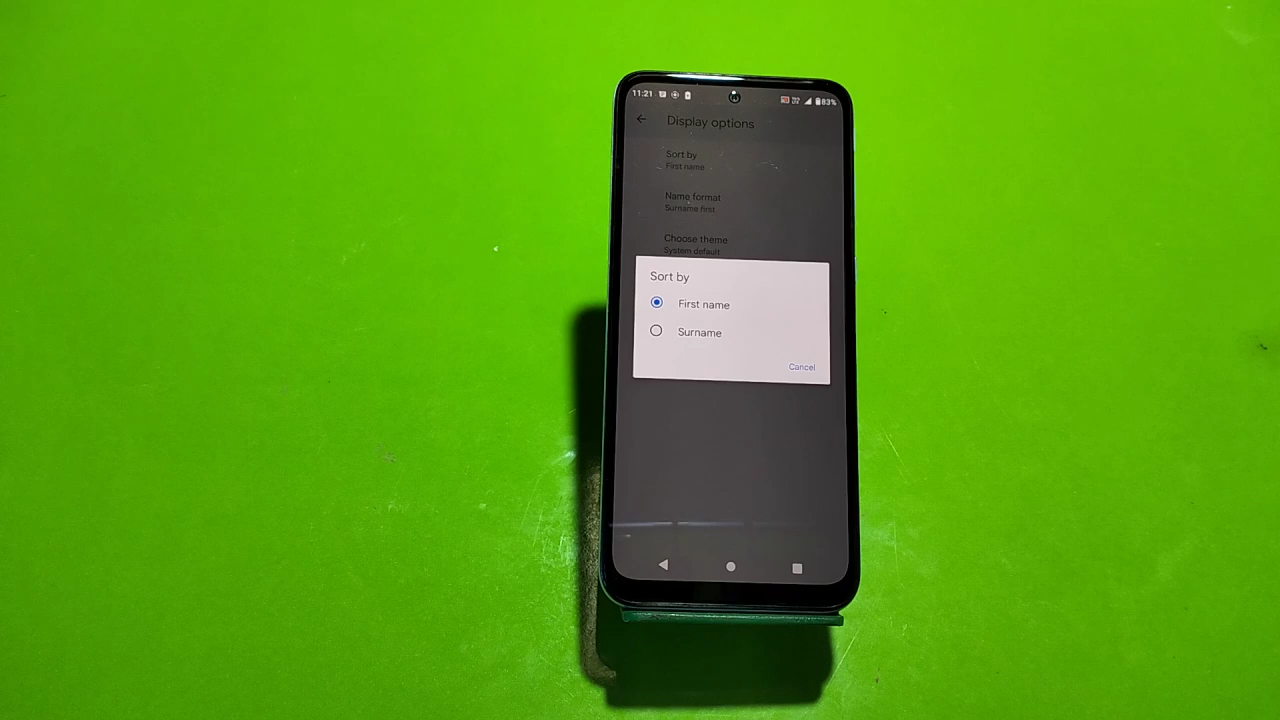 11:21 83%
Display options
Sort by
First name
Name format
Surname first
Choose theme
System default
Sort by
First name
Surname
Cancel